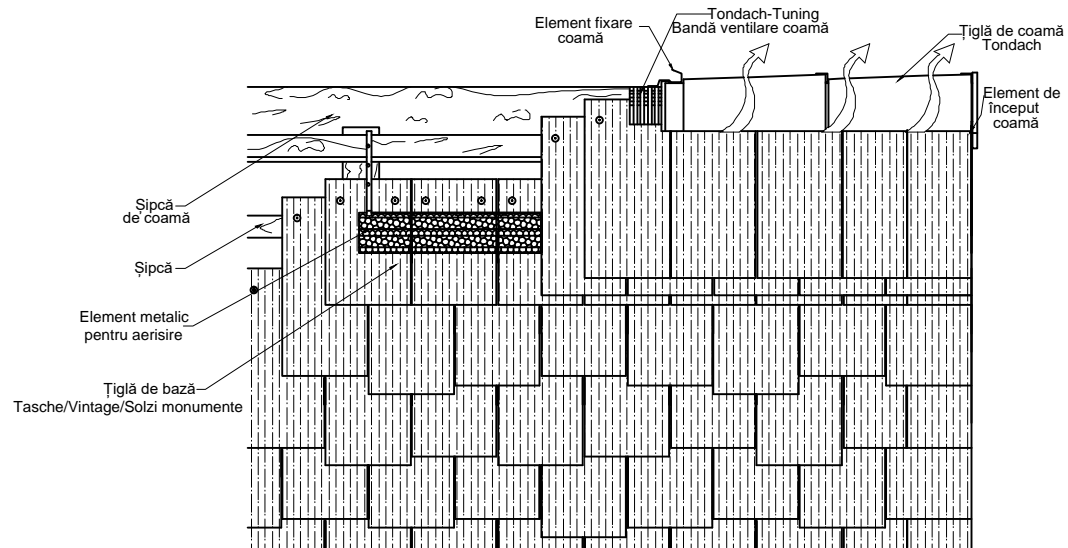 Element fixare
coamă
Tondach-Tuning
Bandă ventilare coamă
Țiglă de coamă
Tondach
Element de
început
coamă
Șipcă
de coamă
Șipcă
Element metalic
pentru aerisire
Țiglă de bază
Tasche/Vintage/Solzi monumente